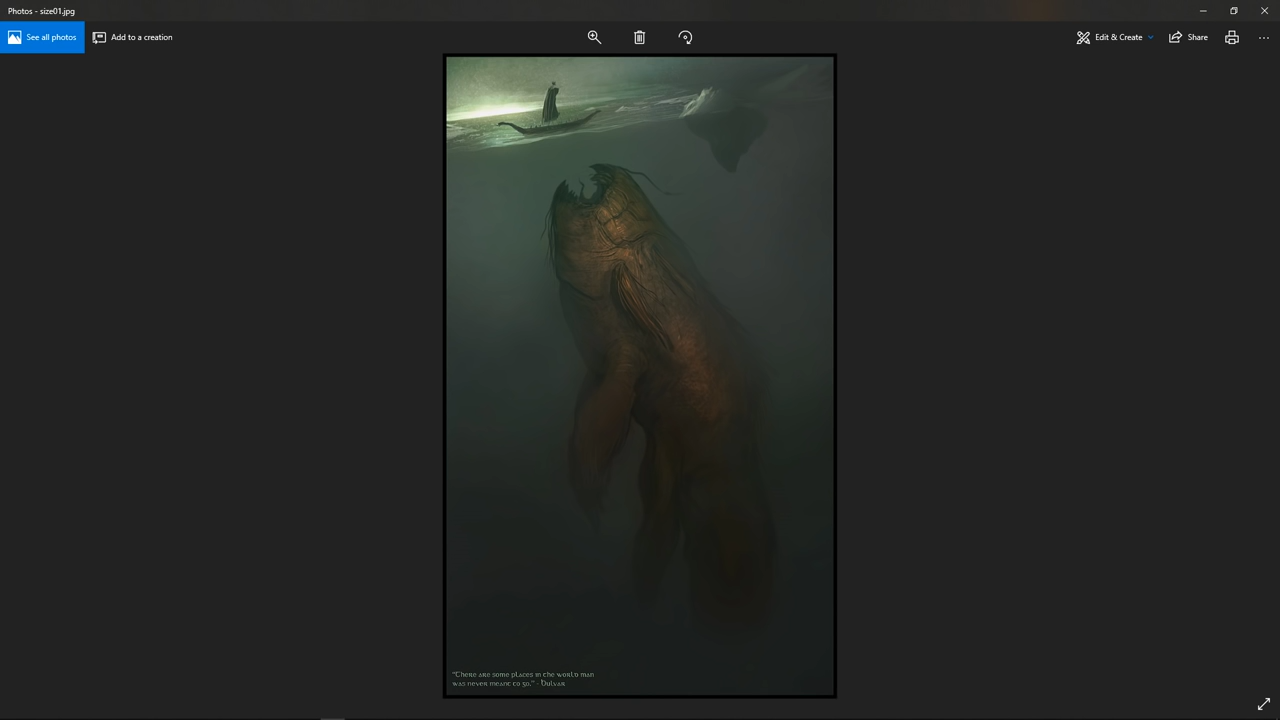 Photos - size01.jpg
See all photos
Add to a creation
Edit & Create
Share
"There are some places in the world man
was never meant to go." - Dulvar